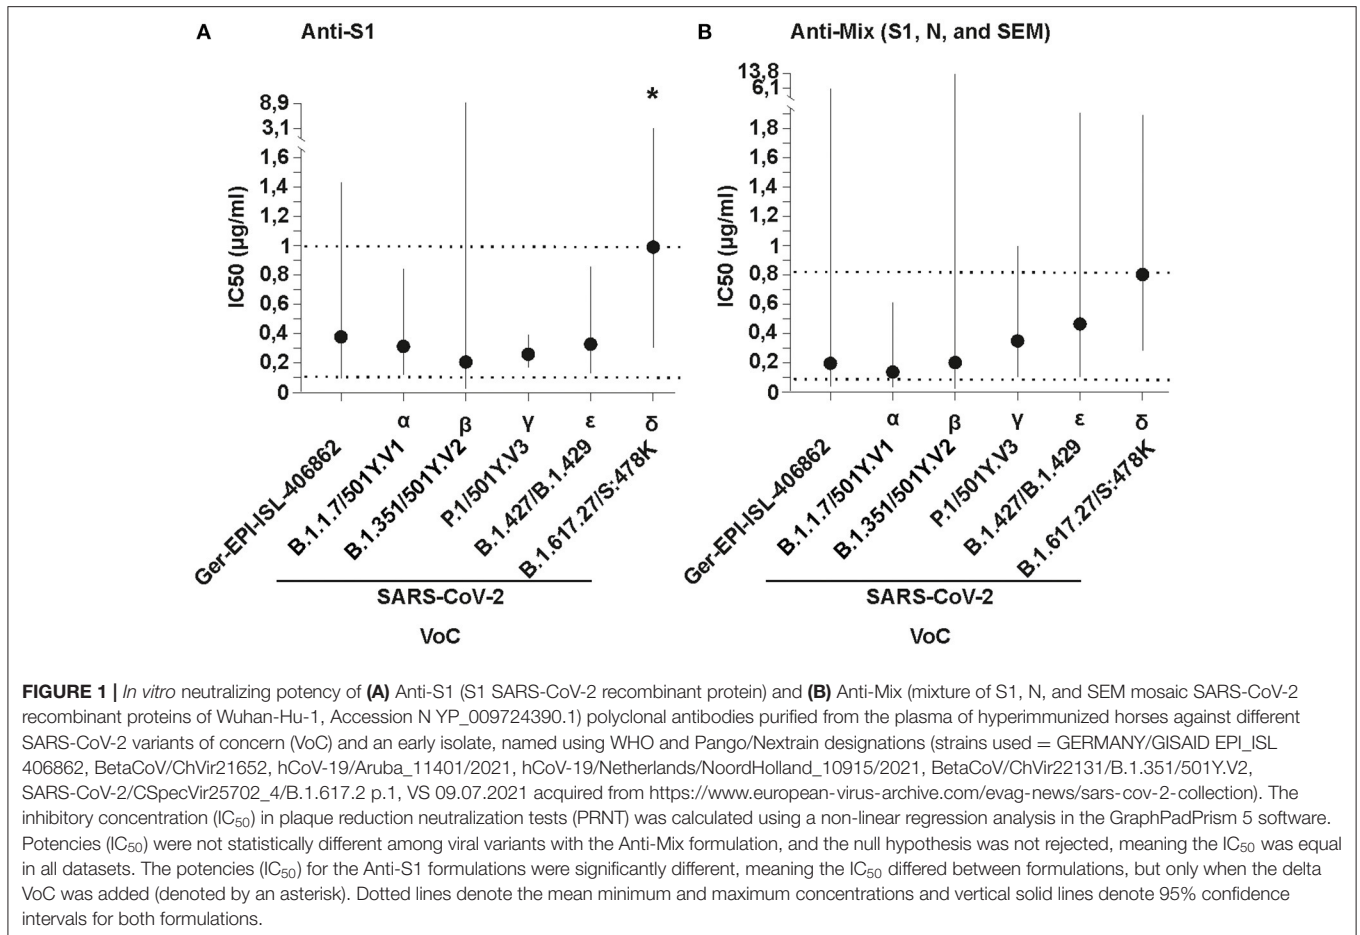 A Anti-S1
8,9
3,1
1,6
1,4
1,2
1
0,8
0,6
0,4
0,2
0
IC50 (µg/ml)
*
α β γ ε δ
Ger-EPI-ISL-406862
B.1.1.7/501Y.V1
B.1.351/501Y.V2
P.1/501Y.V3
B.1.427/B.1.429
B.1.617.27/S:478K
SARS-CoV-2
VoC
B Anti-Mix (S1, N, and SEM)
13,8
6,1
1,8
1,6
1,4
1,2
1
0,8
0,6
0,4
0,2
0
IC50 (µg/ml)
α β γ ε δ
Ger-EPI-ISL-406862
B.1.1.7/501Y.V1
B.1.351/501Y.V2
P.1/501Y.V3
B.1.427/B.1.429
B.1.617.27/S:478K
SARS-CoV-2
VoC
FIGURE 1 | In vitro neutralizing potency of (A) Anti-S1 (S1 SARS-CoV-2 recombinant protein) and (B) Anti-Mix (mixture of S1, N, and SEM mosaic SARS-CoV-2
recombinant proteins of Wuhan-Hu-1, Accession N YP_009724390.1) polyclonal antibodies purified from the plasma of hyperimmunized horses against different
SARS-CoV-2 variants of concern (VoC) and an early isolate, named using WHO and Pango/Nextrain designations (strains used = GERMANY/GISAID EPI_ISL
406862, BetaCoV/ChVir21652, hCoV-19/Aruba_11401/2021, hCoV-19/Netherlands/NoordHolland_10915/2021, BetaCoV/ChVir22131/B.1.351/501Y.V2,
SARS-CoV-2/CSpecVir25702_4/B.1.617.2 p.1, VS 09.07.2021 acquired from https://www.european-virus-archive.com/evag-news/sars-cov-2-collection). The
inhibitory concentration (IC50) in plaque reduction neutralization tests (PRNT) was calculated using a non-linear regression analysis in the GraphPadPrism 5 software.
Potencies (IC50) were not statistically different among viral variants with the Anti-Mix formulation, and the null hypothesis was not rejected, meaning the IC50 was equal
in all datasets. The potencies (IC50) for the Anti-S1 formulations were significantly different, meaning the IC50 differed between formulations, but only when the delta
VoC was added (denoted by an asterisk). Dotted lines denote the mean minimum and maximum concentrations and vertical solid lines denote 95% confidence
intervals for both formulations.